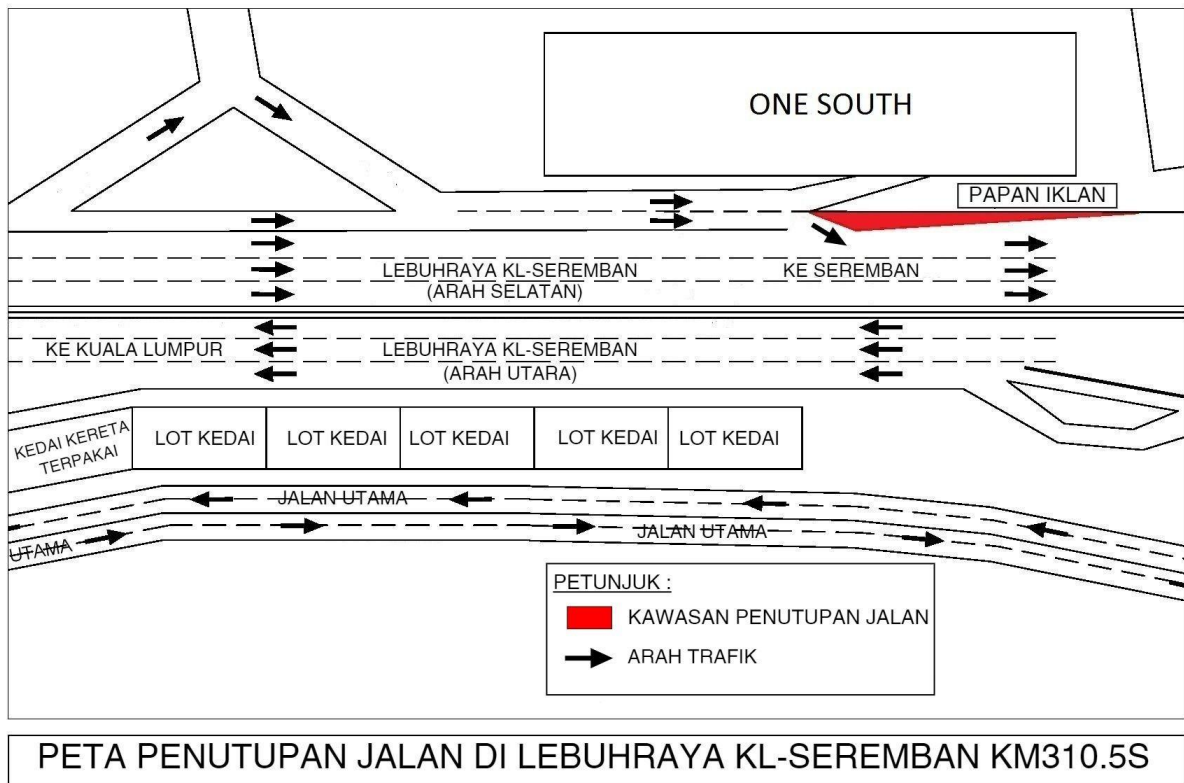 ONE SOUTH
PAPAN IKLAN
LEBUHRAYA KL-SEREMBAN
(ARAH SELATAN)
KE SEREMBAN
KE KUALA LUMPUR
LEBUHRAYA KL-SEREMBAN
(ARAH UTARA)
KEDAI KERETA
TERPAKAI
LOT KEDAI
LOT KEDAI
LOT KEDAI
LOT KEDAI
LOT KEDAI
JALAN UTAMA
UTAMA
JALAN UTAMA
PETUNJUK :
KAWASAN PENUTUPAN JALAN
ARAH TRAFIK
PETA PENUTUPAN JALAN DI LEBUHRAYA KL-SEREMBAN KM310.5S